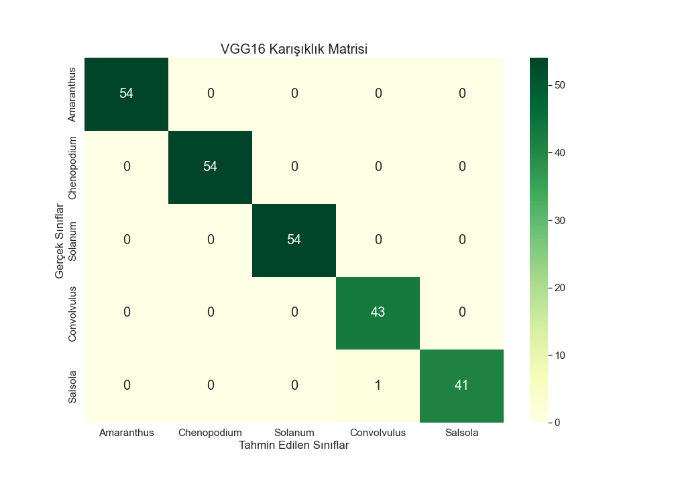 VGG16 Karışıklık Matrisi
Gerçek Sınıflar
Amaranthus
54 0 0 0 0
Chenopodium
0 54 0 0 0
Solanum
0 0 54 0 0
Convolvulus
0 0 0 43 0
Salsola
0 0 0 1 41
Amaranthus Chenopodium Solanum Convolvulus Salsola
Tahmin Edilen Sınıflar
50
40
30
20
10
0